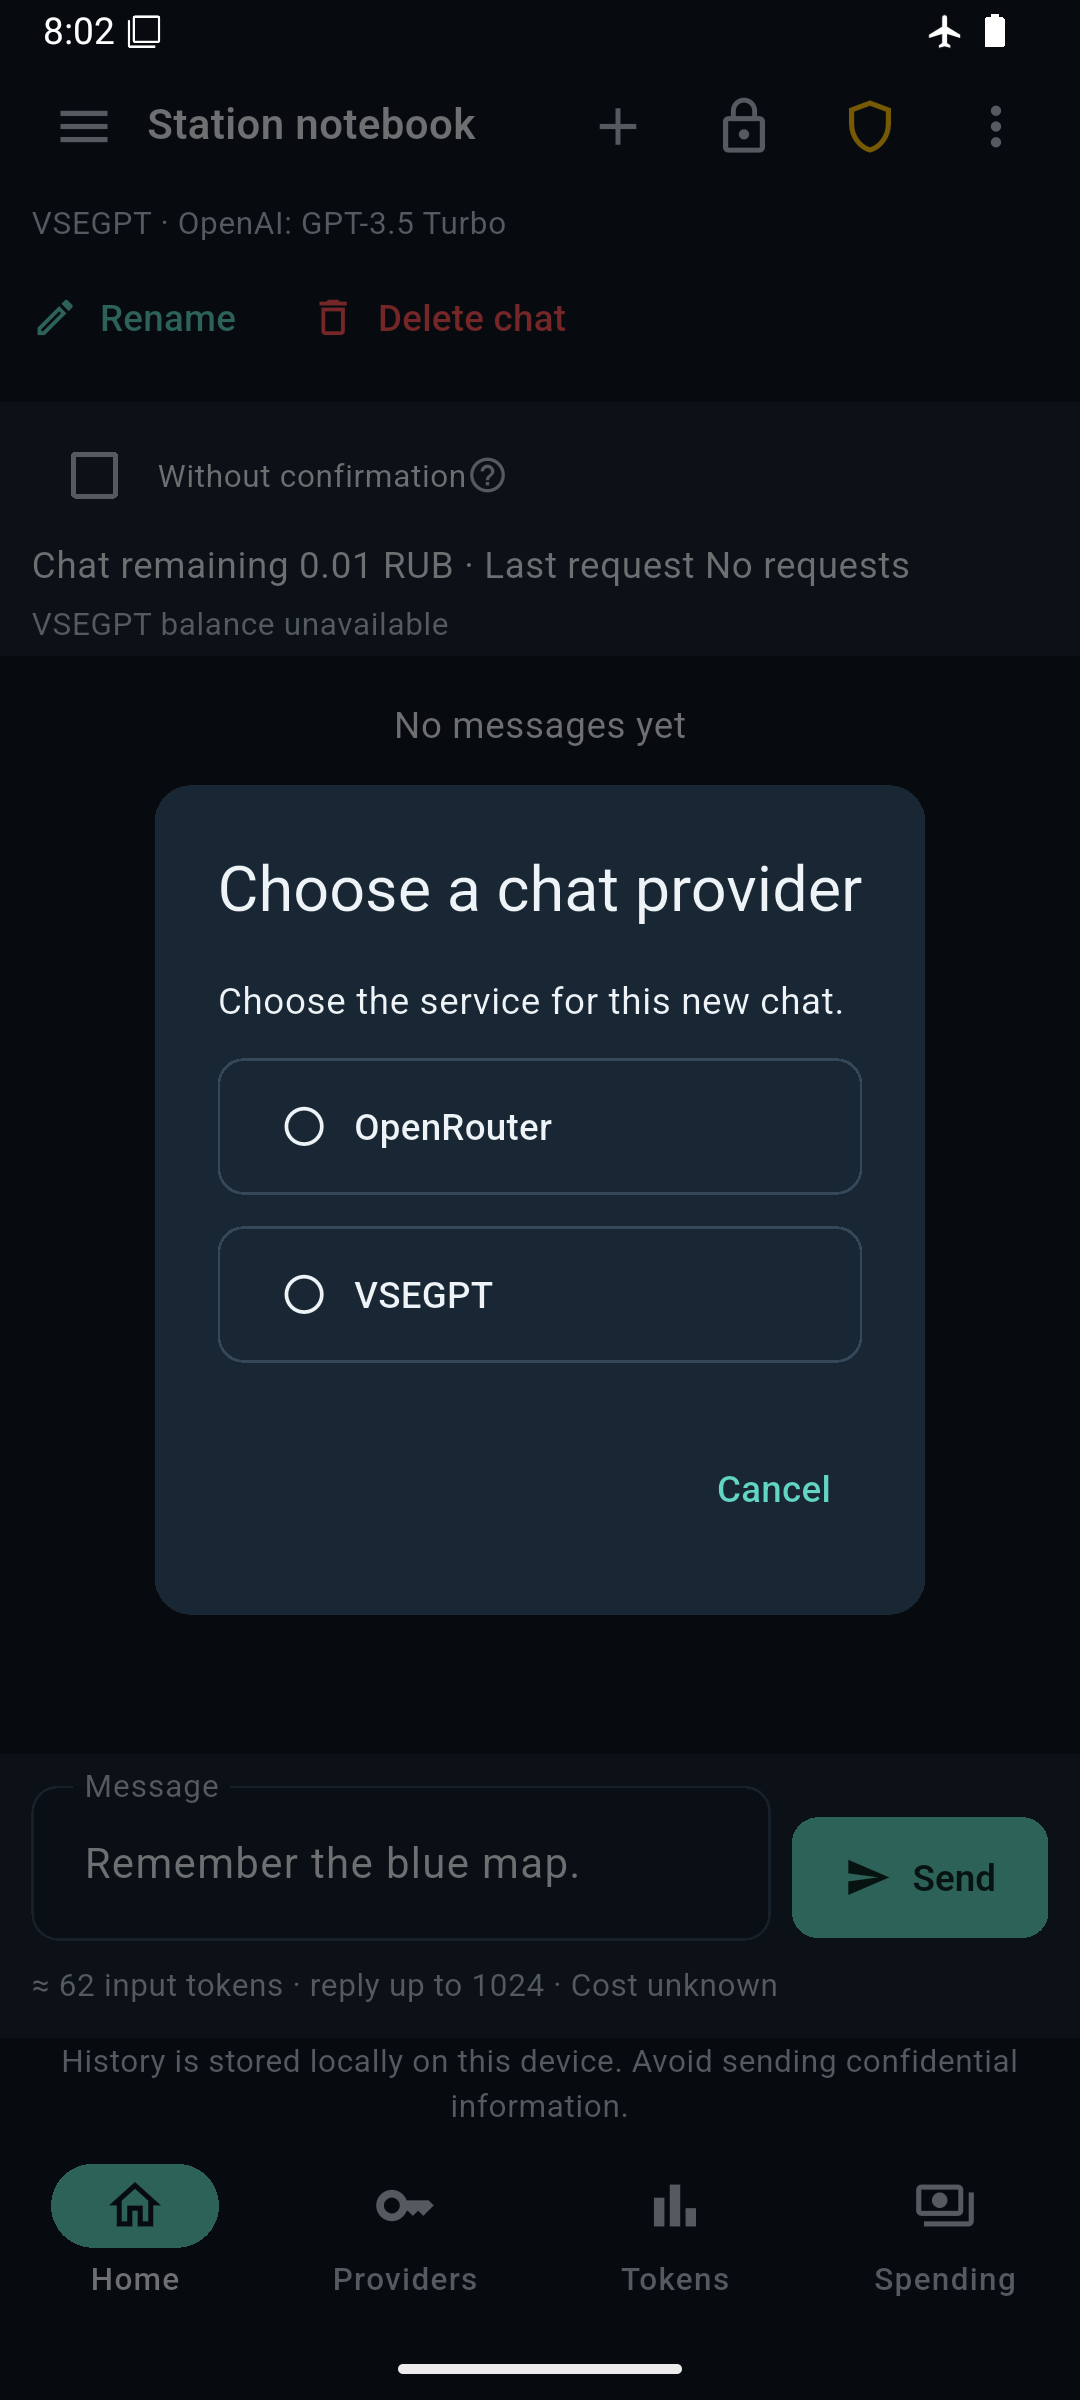 8:02
Station notebook
VSEGPT · OpenAI: GPT-3.5 Turbo
Rename
Delete chat
Without confirmation
Chat remaining 0.01 RUB · Last request No requests
VSEGPT balance unavailable
No messages yet
Choose a chat provider
Choose the service for this new chat.
OpenRouter
VSEGPT
Cancel
Message
Remember the blue map.
Send
≈ 62 input tokens · reply up to 1024 · Cost unknown
History is stored locally on this device. Avoid sending confidential
information.
Home
Providers
Tokens
Spending